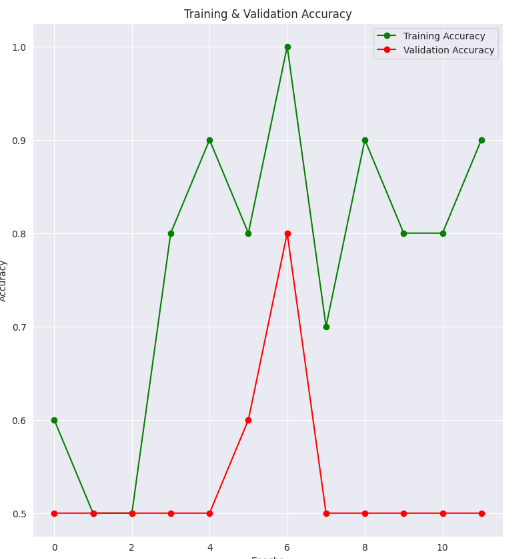 Training & Validation Accuracy
Training Accuracy
Validation Accuracy
1.0
0.9
0.8
0.7
0.6
0.5
Accuracy
0 2 4 6 8 10